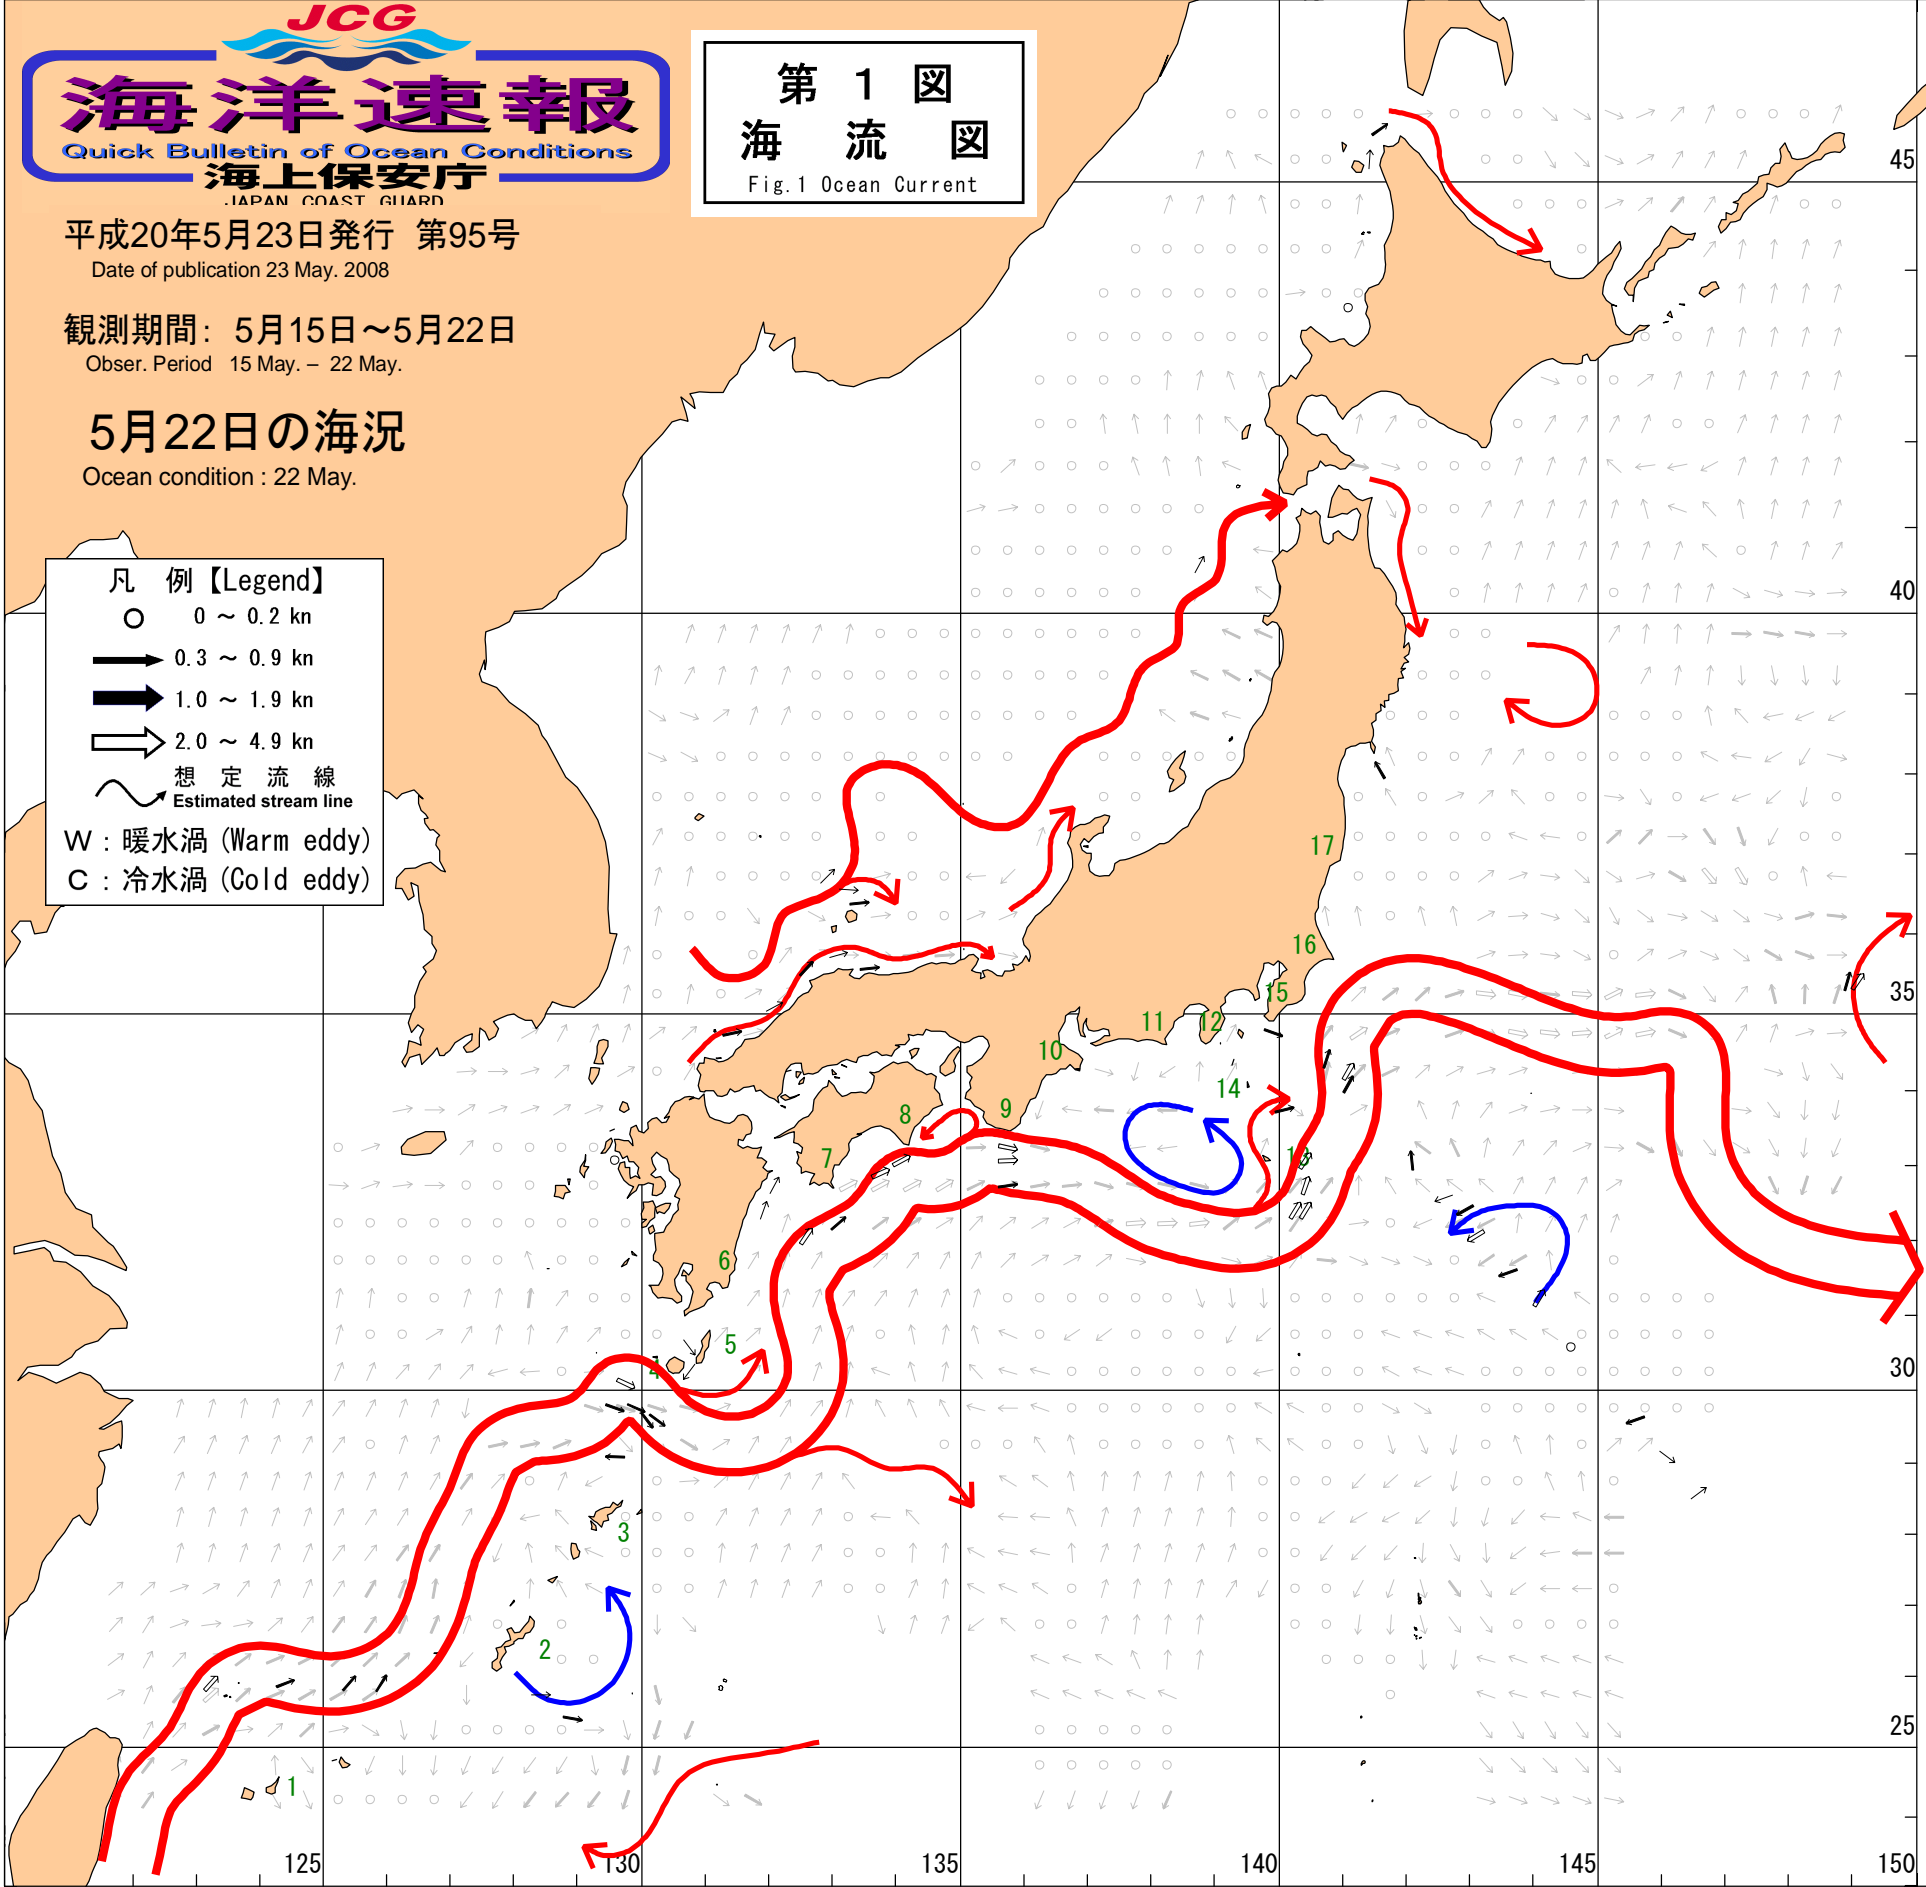 JCG
海洋速報
Quick Bulletin of Ocean Conditions
海上保安庁
JAPAN COAST GUARD
平成20年5月23日発行 第95号
Date of publication 23 May. 2008
観測期間: 5月15日～5月22日
Obser. Period 15 May. – 22 May.
5月22日の海況
Ocean condition : 22 May.
第 1 図
海 流 図
Fig.1 Ocean Current
凡 例【Legend】
0 ～ 0.2 kn
0.3 ～ 0.9 kn
1.0 ～ 1.9 kn
2.0 ～ 4.9 kn
想 定 流 線
Estimated stream line
W : 暖水渦 (Warm eddy)
C : 冷水渦 (Cold eddy)
45
40
17
16
35
15
11
12
10
14
9
8
7
13
6
5
4
30
3
2
25
1
125
130
135
140
145
150